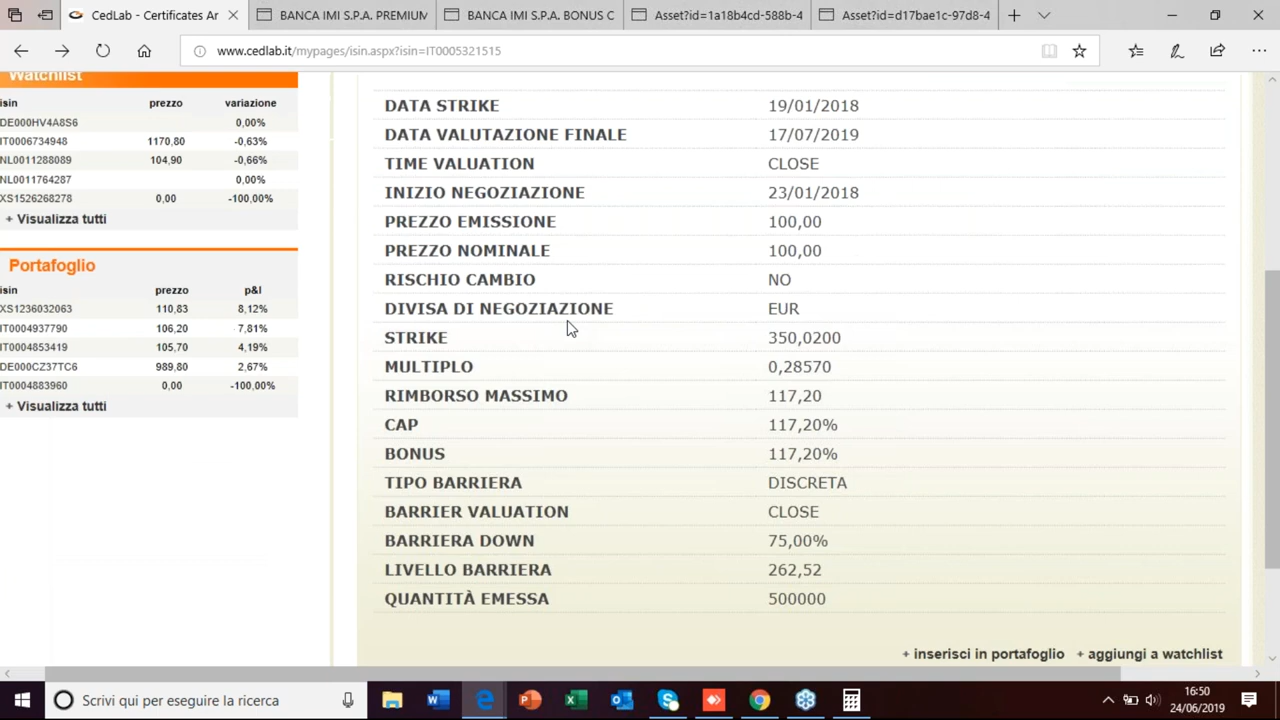 CedLab - Certificates Ar
BANCA IMI S.P.A. PREMIUM
BANCA IMI S.P.A. BONUS C
Asset?id=1a18b4cd-588b-4
Asset?id=d17bae1c-97d8-4
www.cedlab.it/mypages/isin.aspx?isin=IT0005321515
Watchlist
isin prezzo variazione
DE000HV4A8S6 0,00%
IT0006734948 1170,80 -0,63%
NL0011288089 104,90 -0,66%
NL0011764287 0,00%
XS1526268278 0,00 -100,00%
+ Visualizza tutti
Portafoglio
isin prezzo p&l
XS1236032063 110,83 8,12%
IT0004937790 106,20 7,81%
IT0004853419 105,70 4,19%
DE000CZ37TC6 989,80 2,67%
IT0004883960 0,00 -100,00%
+ Visualizza tutti
DATA STRIKE 19/01/2018
DATA VALUTAZIONE FINALE 17/07/2019
TIME VALUATION CLOSE
INIZIO NEGOZIAZIONE 23/01/2018
PREZZO EMISSIONE 100,00
PREZZO NOMINALE 100,00
RISCHIO CAMBIO NO
DIVISA DI NEGOZIAZIONE EUR
STRIKE 350,0200
MULTIPLO 0,28570
RIMBORSO MASSIMO 117,20
CAP 117,20%
BONUS 117,20%
TIPO BARRIERA DISCRETA
BARRIER VALUATION CLOSE
BARRIERA DOWN 75,00%
LIVELLO BARRIERA 262,52
QUANTITÀ EMESSA 500000
+ inserisci in portafoglio + aggiungi a watchlist
Scrivi qui per eseguire la ricerca
16:50
24/06/2019